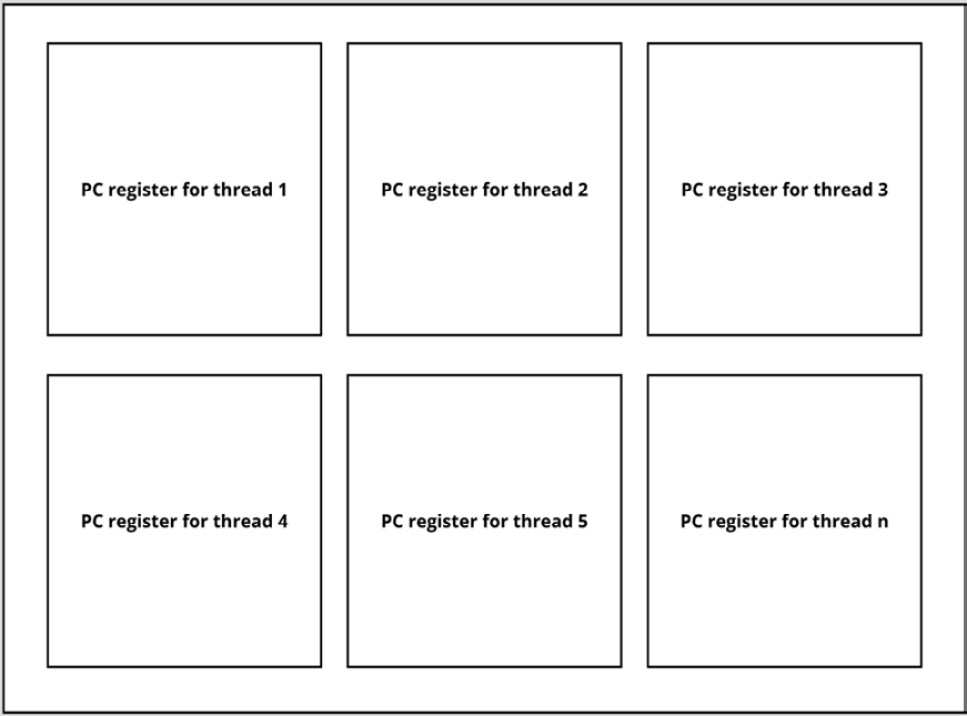 PC register for thread 1
PC register for thread 2
PC register for thread 3
PC register for thread 4
PC register for thread 5
PC register for thread n